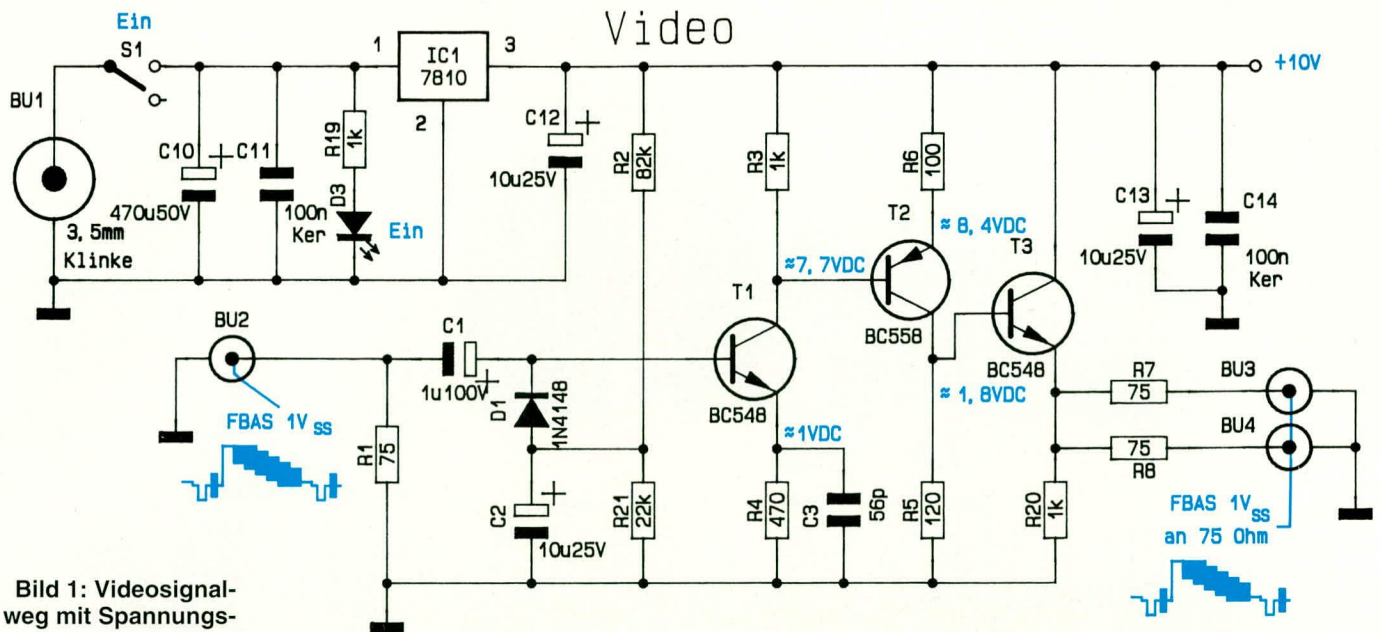 Video
Ein
S1
BU1
3,5mm
Klinke
C10
+
470u50V
C11
100n
Ker
R19
1k
D3
Ein
1
IC1
7810
3
2
C12
+
10u25V
R2
82k
R3
1k
R6
100
+10V
T2
≈8,4VDC
T3
≈7,7VDC
BC558
BC548
≈1,8VDC
C13
+
10u25V
C14
100n
Ker
BU2
FBAS 1VSS
R1
75
C1
+
1u100V
D1
1N4148
C2
+
10u25V
R21
22k
T1
BC548
≈1VDC
R4
470
C3
56p
R5
120
R20
1k
R7
75
BU3
BU4
75
R8
FBAS 1VSS
an 75 Ohm
Bild 1: Videosignal-
weg mit Spannungs-